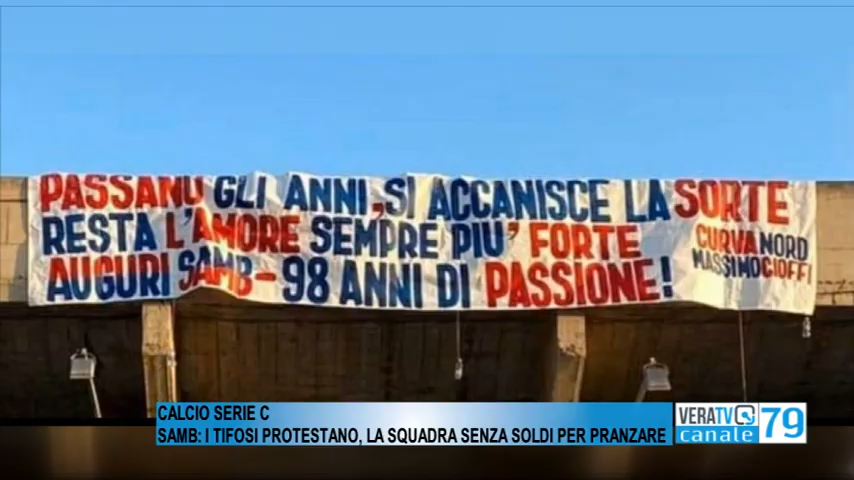 PASSANO GLI ANNI, SI ACCANISCE LA SORTE
RESTA L'AMORE SEMPRE PIU' FORTE
AUGURI SAMB - 98 ANNI DI PASSIONE!
CURVA NORD
MASSIMO CIOFFI
CALCIO SERIE C
SAMB: I TIFOSI PROTESTANO, LA SQUADRA SENZA SOLDI PER PRANZARE
VERATV
canale 79